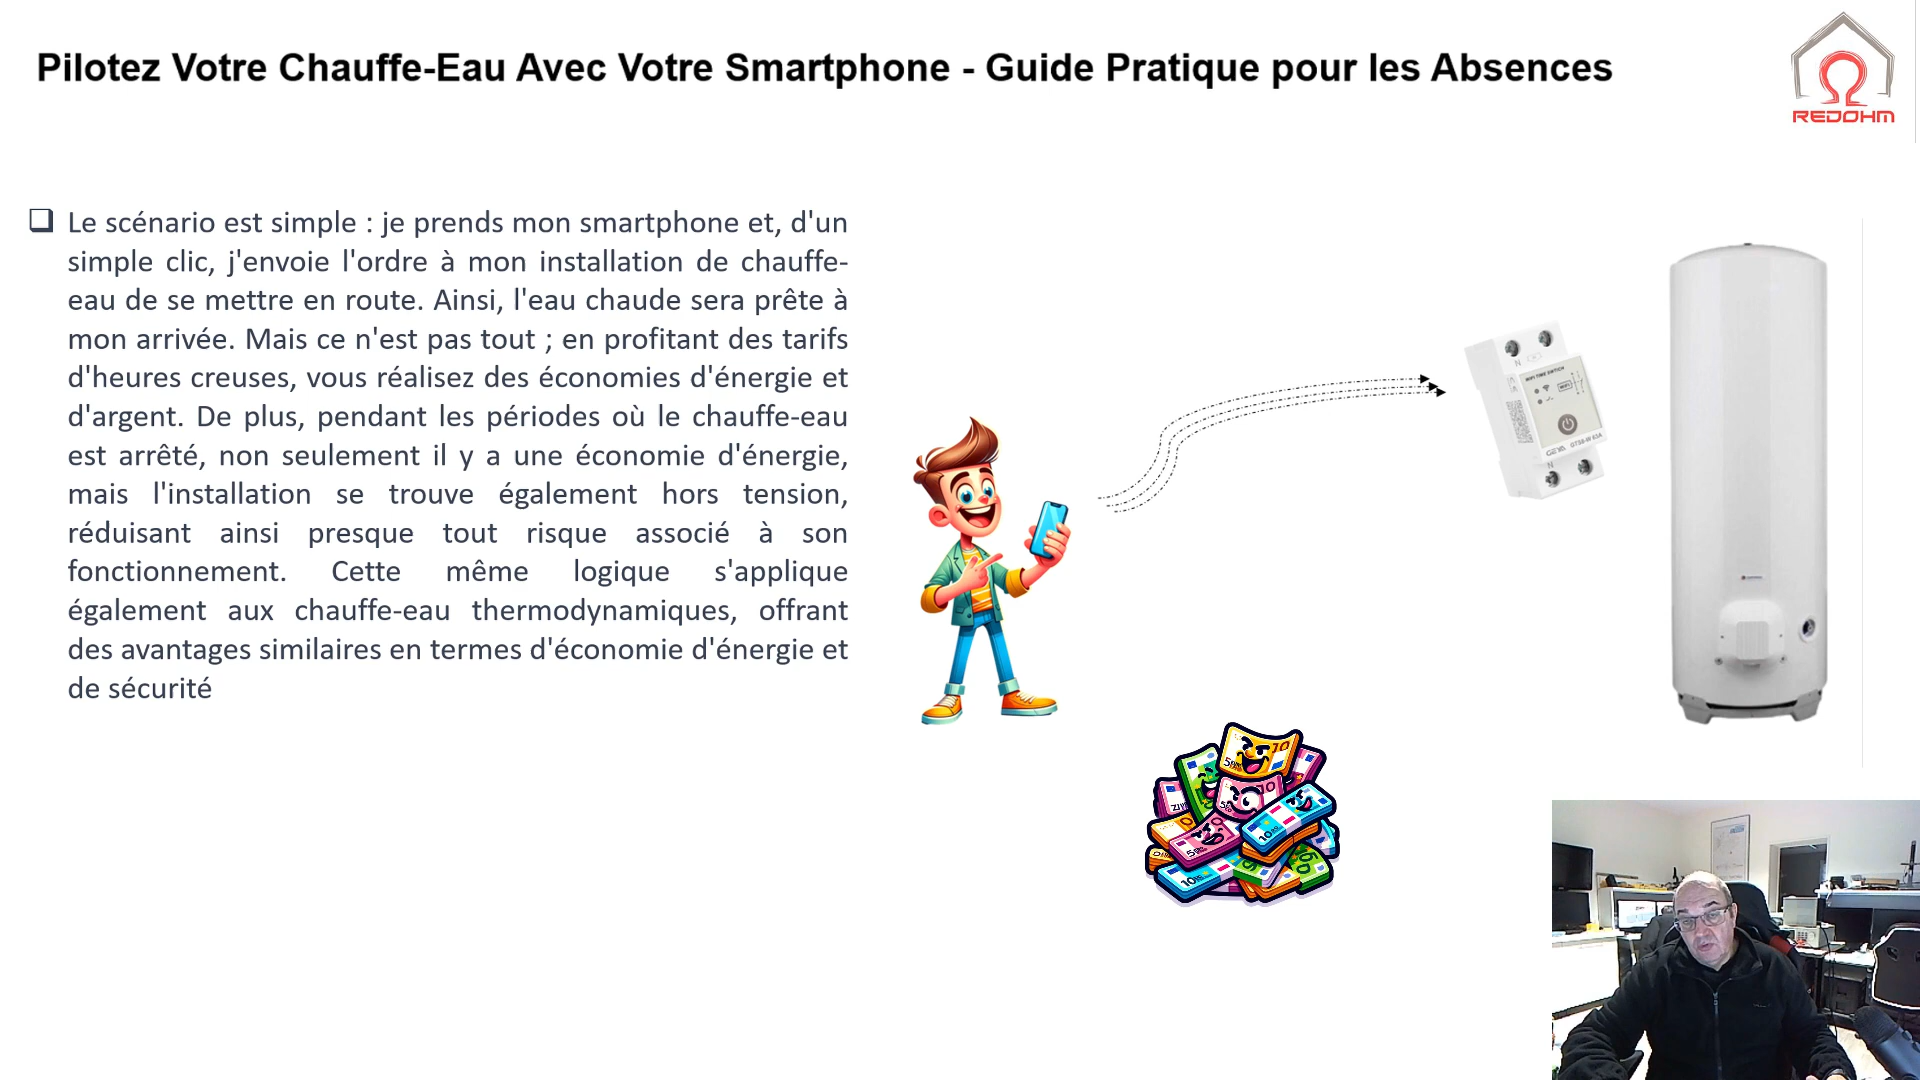 Pilotez Votre Chauffe-Eau Avec Votre Smartphone - Guide Pratique pour les Absences
REDOHM
❑ Le scénario est simple : je prends mon smartphone et, d'un
simple clic, j'envoie l'ordre à mon installation de chauffe-
eau de se mettre en route. Ainsi, l'eau chaude sera prête à
mon arrivée. Mais ce n'est pas tout ; en profitant des tarifs
d'heures creuses, vous réalisez des économies d'énergie et
d'argent. De plus, pendant les périodes où le chauffe-eau
est arrêté, non seulement il y a une économie d'énergie,
mais l'installation se trouve également hors tension,
réduisant ainsi presque tout risque associé à son
fonctionnement. Cette même logique s'applique
également aux chauffe-eau thermodynamiques, offrant
des avantages similaires en termes d'économie d'énergie et
de sécurité
N
WIFI TIME SWITCH
N
10
10